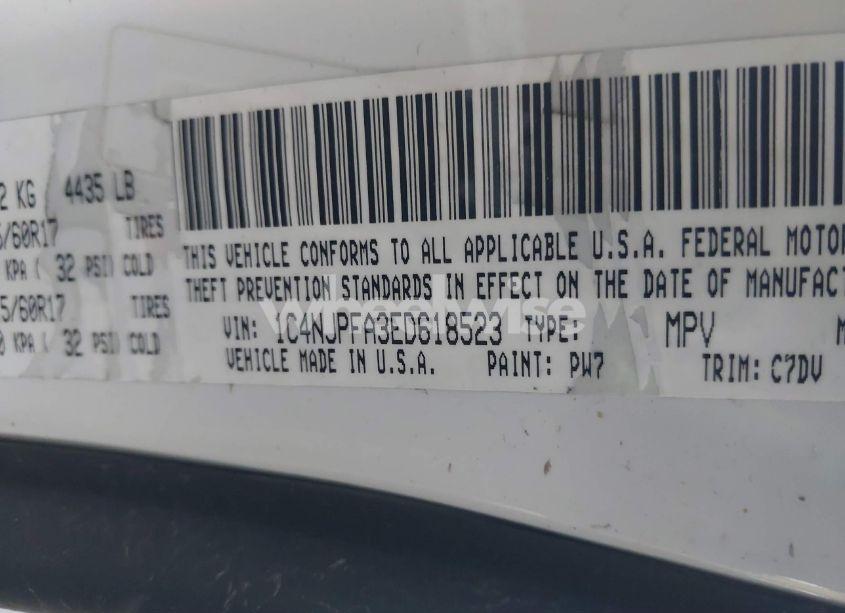 2 KG 4435 LB
5/60R17 TIRES
KPA ( 32 PSI) COLD
5/60R17 TIRES
0 KPA ( 32 PSI) COLD
THIS VEHICLE CONFORMS TO ALL APPLICABLE U.S.A. FEDERAL MOTOR
THEFT PREVENTION STANDARDS IN EFFECT ON THE DATE OF MANUFACT
VIN: 1C4NJPFA3ED618523 TYPE: MPV M
VEHICLE MADE IN U.S.A. PAINT: PW7 TRIM: C7DV
wheelwise